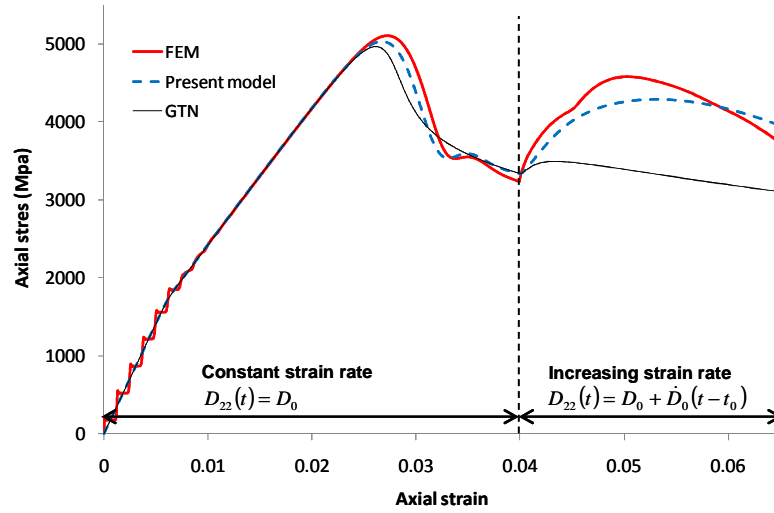 5000
4000
3000
2000
1000
0
Axial stres (Mpa)
FEM
Present model
GTN
Constant strain rate
D₂₂(t) = D₀
Increasing strain rate
D₂₂(t) = D₀ + Ḋ₀(t − t₀)
0 0.01 0.02 0.03 0.04 0.05 0.06
Axial strain